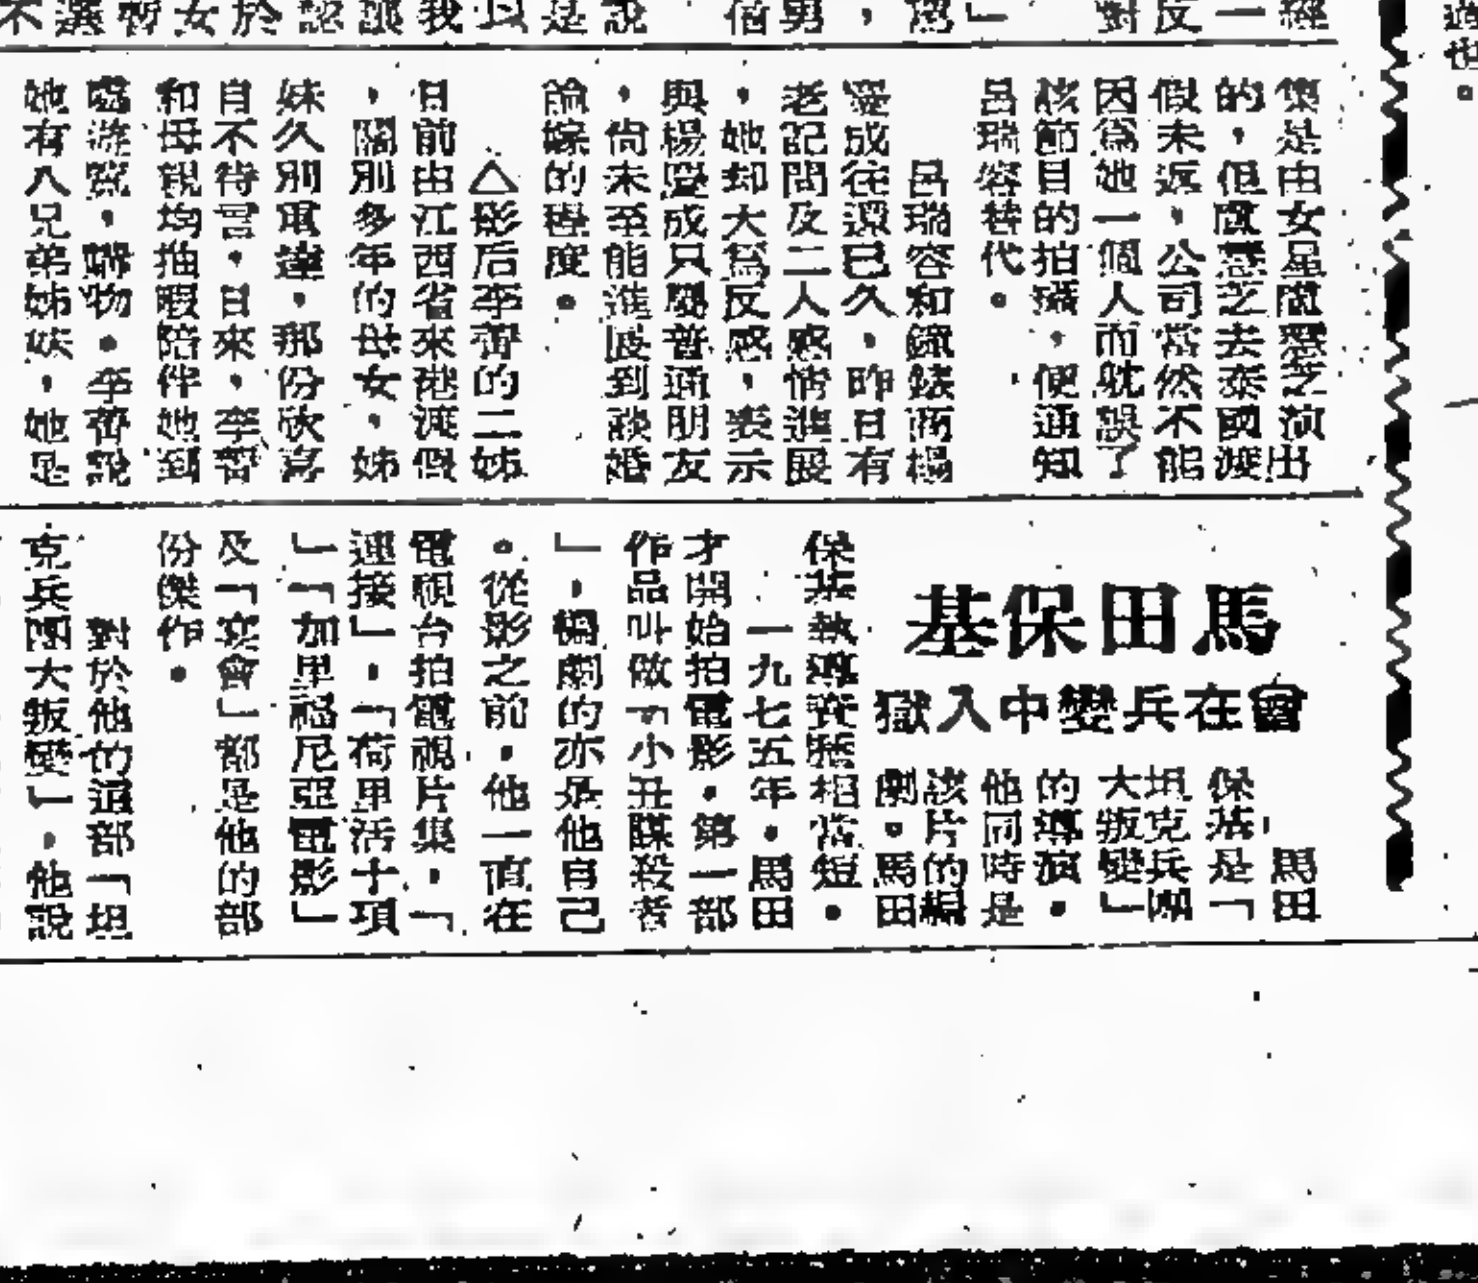 集是由女星慧芝演出
的，但慧芝去泰國渡
假未返，公司當然不能
因為她一個人而躭誤了
該節目的拍攝，便通知
呂瑞容替代。
呂瑞容和鐘錶商楊
成往還已久，昨日有
老記問及二人感情進展
，她却大為反感，表示
與楊成只屬普通朋友
，尚未至能進展到談婚
論嫁的程度。
△影后李菁的二姊
日前由江西省來港渡假
，闊別多年的母女，姊
妹久別重逢，那份欣喜
自不待言。日來，李菁
和母親均抽暇陪伴她到
處游覽，購物。李菁說
她有八兄弟姊妹，她是
馬田保基
曾在兵變中入獄
馬田
保基是「
坦克兵團
大叛變」
的導演。
他同時是
該片的編
劇。馬田
保基執導資歷相當短。
一九七五年。馬田
才開始拍電影。第一部
作品叫做「小丑謀殺者
」，編劇的亦是他自己
。從影之前，他一直在
電視台拍電視片集，「
連接」，「荷里活十項
」「加里福尼亞電影」
及「宴會」都是他的部
份傑作。
對於他的這部「坦
克兵團大叛變」，他說